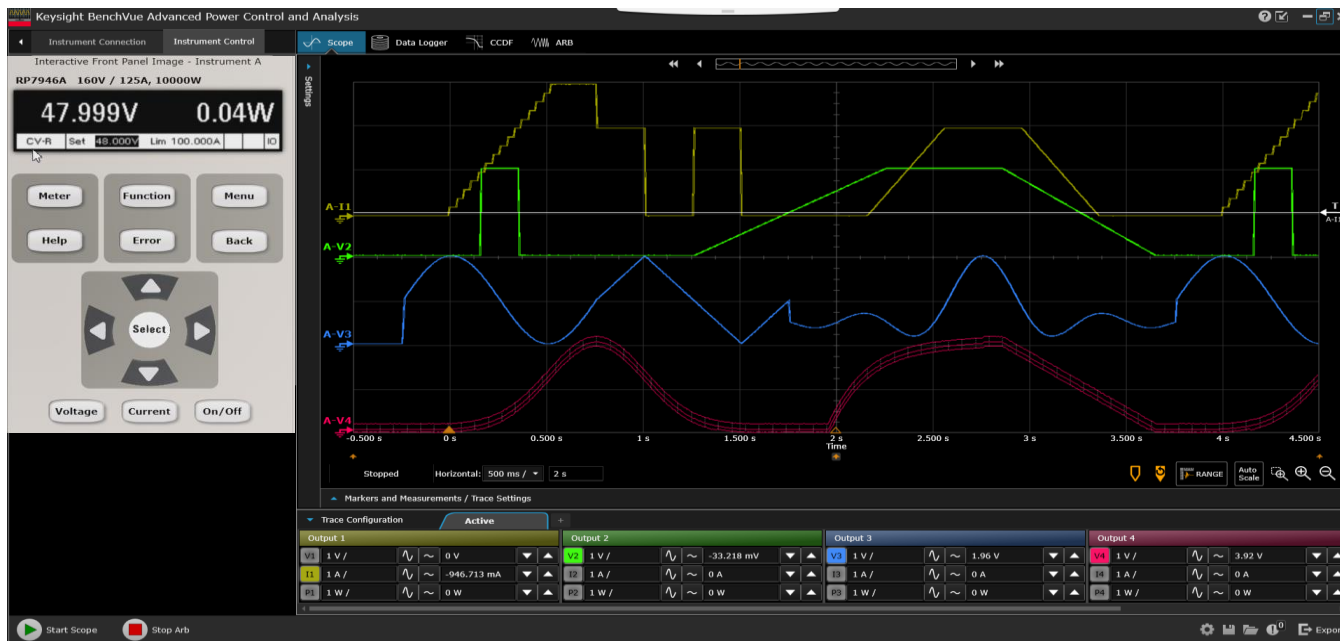 Keysight BenchVue Advanced Power Control and Analysis
Instrument Connection Instrument Control
Scope Data Logger CCDF ARB
Interactive Front Panel Image - Instrument A
RP7946A 160V / 125A, 10000W
47.999V 0.04W
CV-R Set 48.000V Lim 100.000A IO
Meter Function Menu
Help Error Back
Select
Voltage Current On/Off
Settings
A-I1
A-V2
A-V3
A-V4
T
-0.500 s 0 s 0.500 s 1 s 1.500 s 2 s 2.500 s 3 s 3.500 s 4 s 4.500 s
Time
Stopped Horizontal: 500 ms / 2 s RANGE Auto Scale
Markers and Measurements / Trace Settings
Trace Configuration Active +
Output 1 Output 2 Output 3 Output 4
V1 1 V / 0 V V2 1 V / -33.218 mV V3 1 V / 1.96 V V4 1 V / 3.92 V
I1 1 A / -946.713 mA I2 1 A / 0 A I3 1 A / 0 A I4 1 A / 0 A
P1 1 W / 0 W P2 1 W / 0 W P3 1 W / 0 W P4 1 W / 0 W
Start Scope Stop Arb 0 Expor